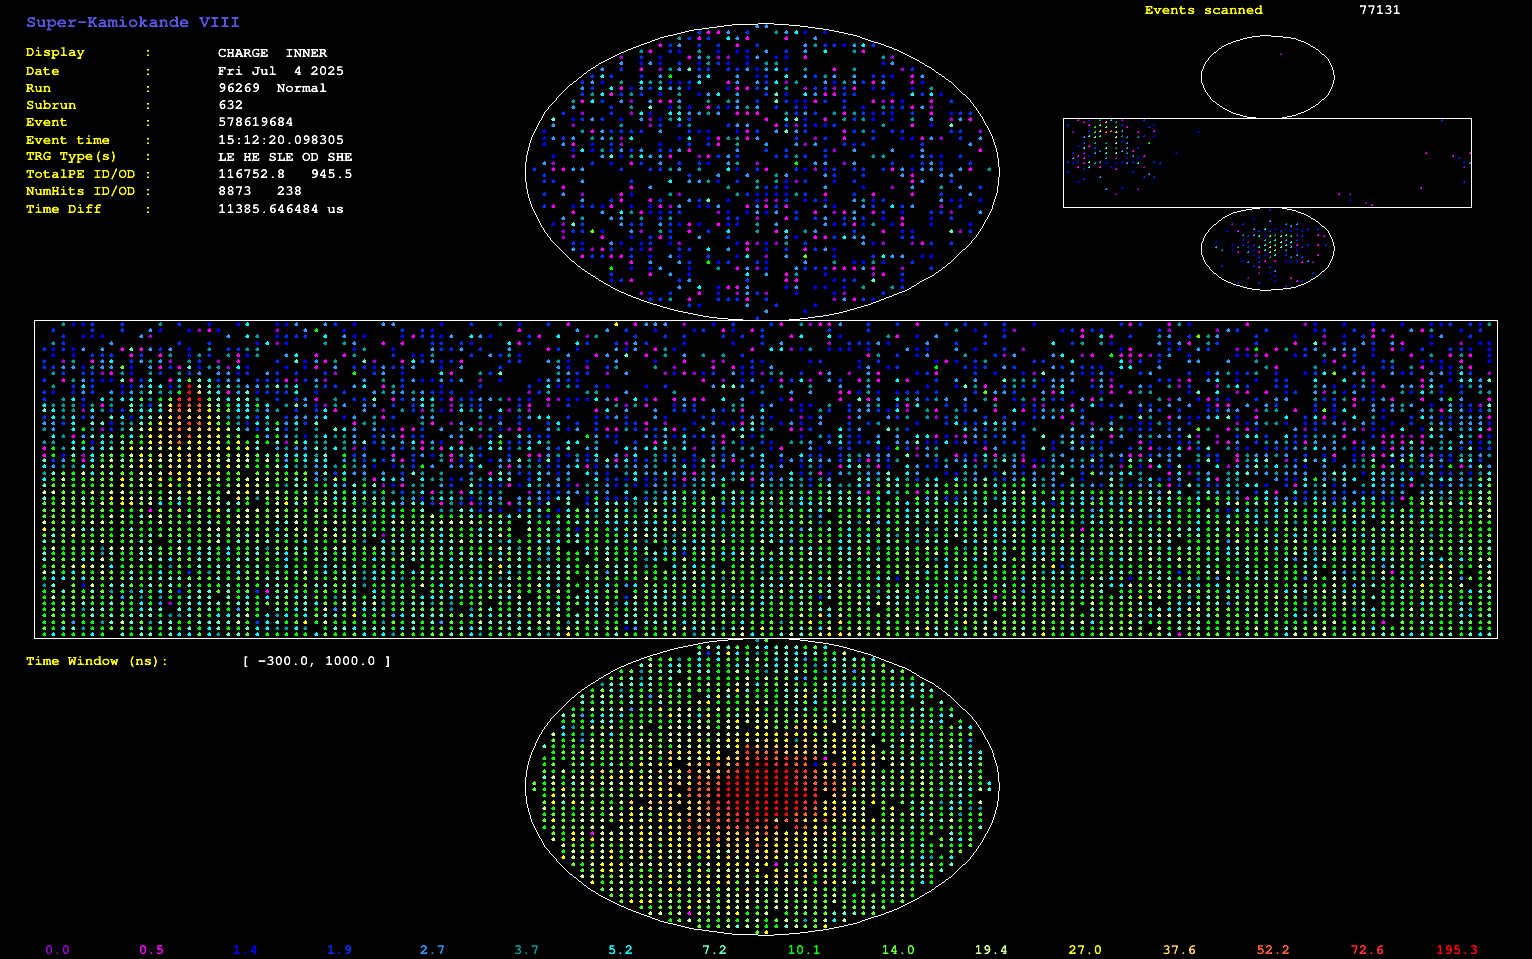 Super-Kamiokande VIII
Events scanned 77131
Display : CHARGE INNER
Date : Fri Jul 4 2025
Run : 96269 Normal
Subrun : 632
Event : 578619684
Event time : 15:12:20.098305
TRG Type(s) : LE HE SLE OD SHE
TotalPE ID/OD : 116752.8 945.5
NumHits ID/OD : 8873 238
Time Diff : 11385.646484 us
Time Window (ns): [ -300.0, 1000.0 ]
0.0 0.5 1.4 1.9 2.7 3.7 5.2 7.2 10.1 14.0 19.4 27.0 37.6 52.2 72.6 195.3